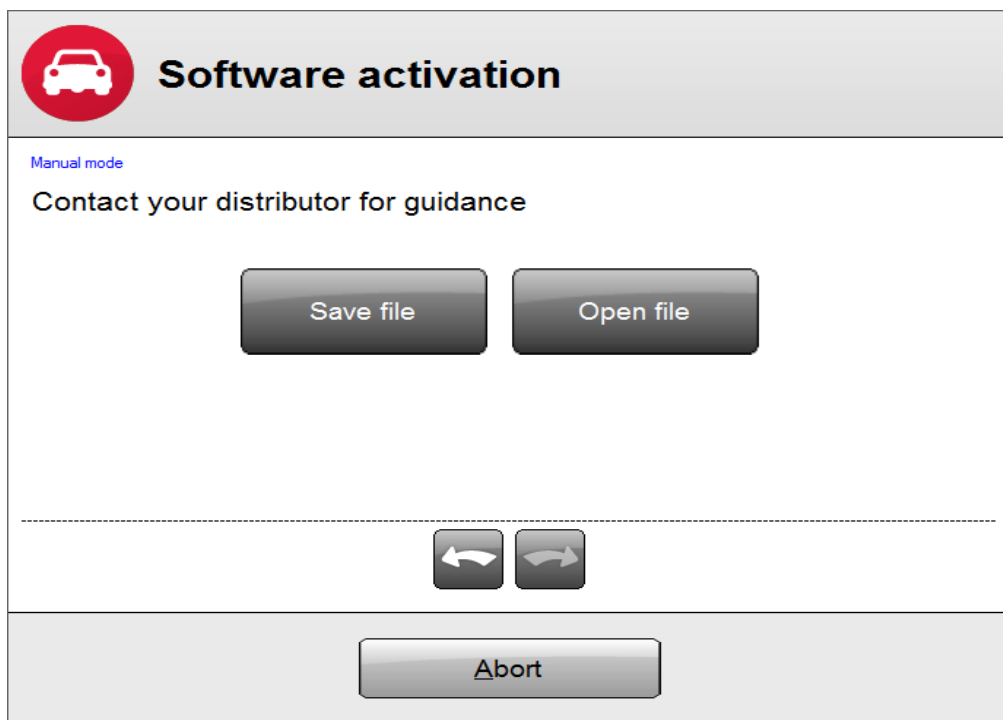 Software activation
Manual mode
Contact your distributor for guidance
Save file
Open file
Abort